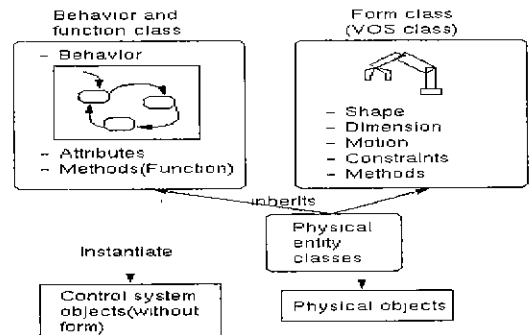 Behavior and
function class
- Behavior
- Attributes
- Methods(Function)
Form class
(VOS class)
- Shape
- Dimension
- Motion
- Constraints
- Methods
inherits
Physical
entity
classes
Instantiate
Control system
objects(without
form)
Physical objects